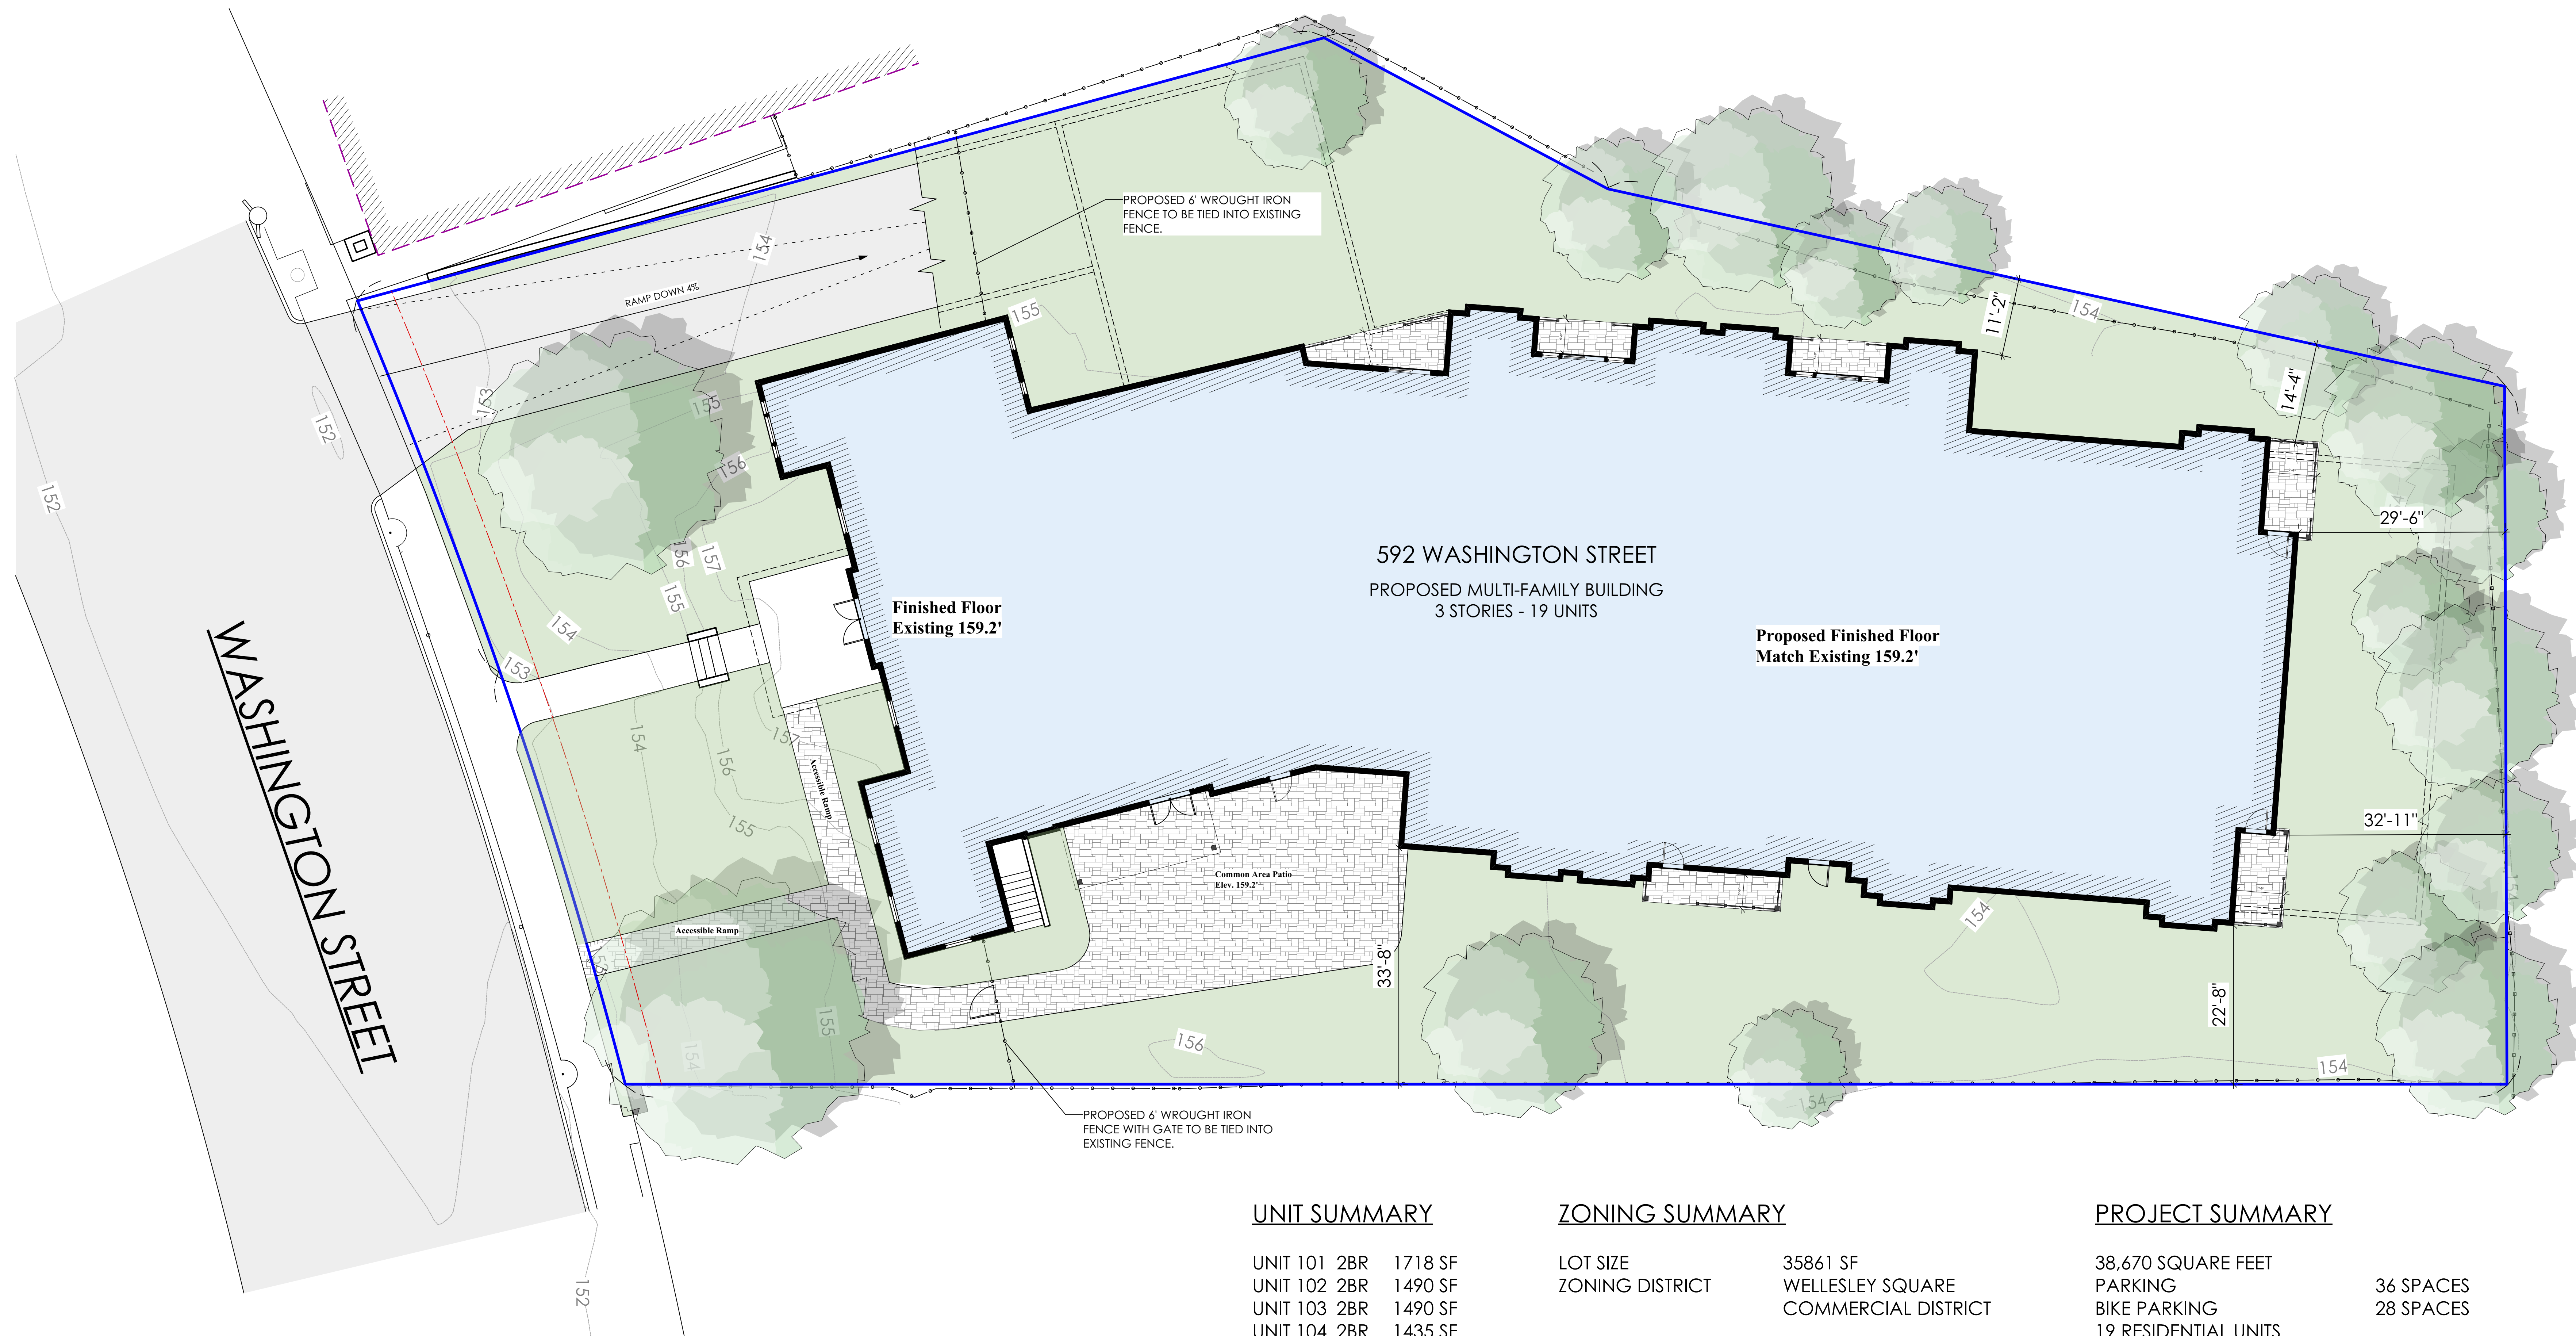 PROPOSED 6' WROUGHT IRON
FENCE TO BE TIED INTO EXISTING
FENCE.
154
RAMP DOWN 4%
155
11'-2"
154
153
155
14'-4"
152
156
152
29'-6"
156
157
592 WASHINGTON STREET
PROPOSED MULTI-FAMILY BUILDING
3 STORIES - 19 UNITS
155
Finished Floor
Existing 159.2'
154
Proposed Finished Floor
Match Existing 159.2'
153
WASHINGTON STREET
154
157
156
Accessible Ramp
155
32'-11"
Common Area Patio
Elev. 159.2'
Accessible Ramp
154
33'-8"
22'-8"
155
156
154
154
154
PROPOSED 6' WROUGHT IRON
FENCE WITH GATE TO BE TIED INTO
EXISTING FENCE.
152
UNIT SUMMARY
UNIT 101 2BR 1718 SF
UNIT 102 2BR 1490 SF
UNIT 103 2BR 1490 SF
UNIT 104 2BR 1435 SF
ZONING SUMMARY
LOT SIZE 35861 SF
ZONING DISTRICT WELLESLEY SQUARE
COMMERCIAL DISTRICT
PROJECT SUMMARY
38,670 SQUARE FEET
PARKING 36 SPACES
BIKE PARKING 28 SPACES
19 RESIDENTIAL UNITS